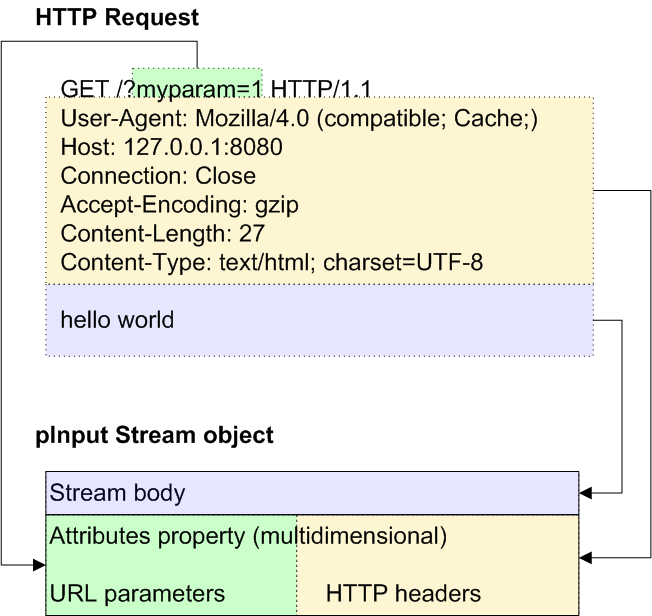 HTTP Request
GET /?myparam=1 HTTP/1.1
User-Agent: Mozilla/4.0 (compatible; Cache;)
Host: 127.0.0.1:8080
Connection: Close
Accept-Encoding: gzip
Content-Length: 27
Content-Type: text/html; charset=UTF-8
hello world
pInput Stream object
Stream body
Attributes property (multidimensional)
URL parameters HTTP headers